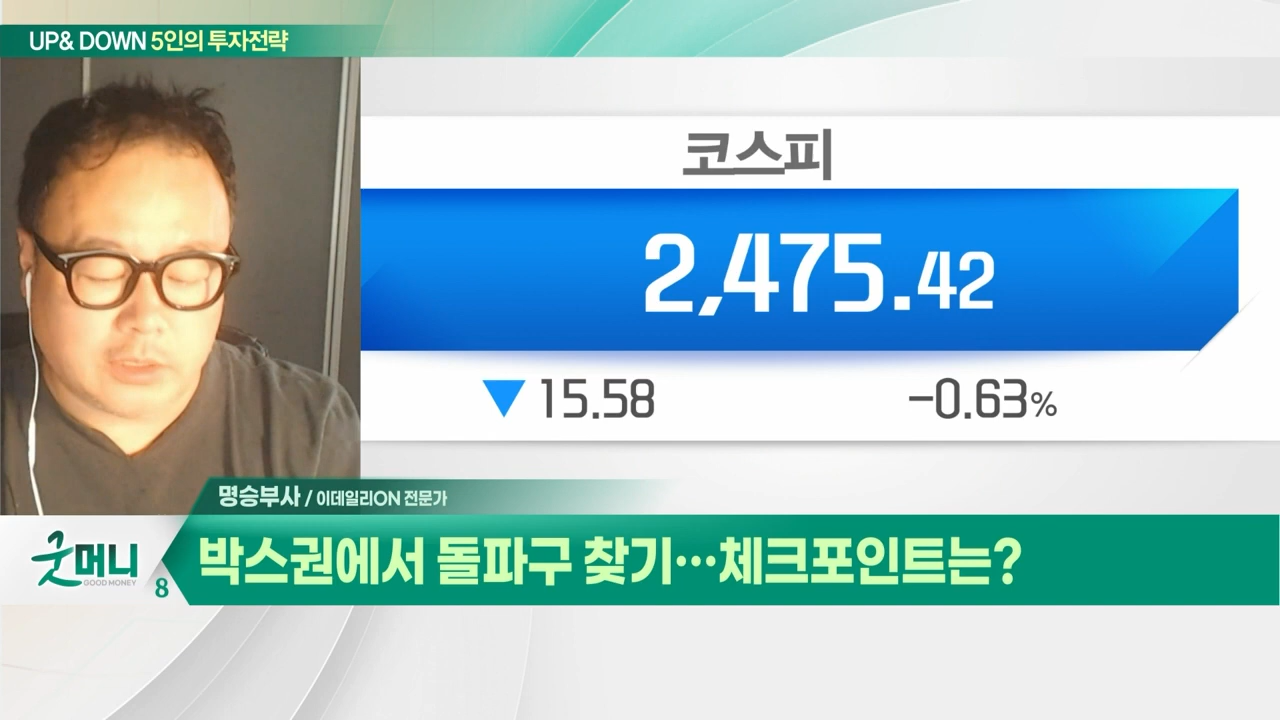 UP& DOWN 5인의 투자전략
코스피
2,475.42
▼ 15.58 -0.63%
명승부사 / 이데일리ON 전문가
굿머니
GOOD MONEY
8
박스권에서 돌파구 찾기…체크포인트는?